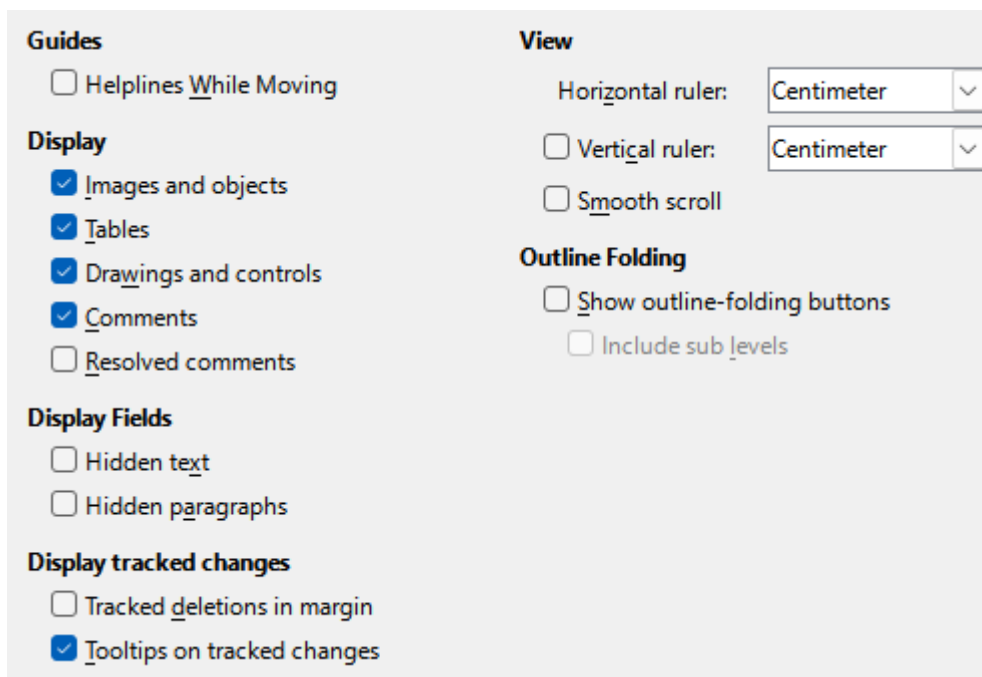 Guides
Helplines While Moving
Display
Images and objects
Tables
Drawings and controls
Comments
Resolved comments
Display Fields
Hidden text
Hidden paragraphs
Display tracked changes
Tracked deletions in margin
Tooltips on tracked changes
View
Horizontal ruler: Centimeter
Vertical ruler: Centimeter
Smooth scroll
Outline Folding
Show outline-folding buttons
Include sub levels